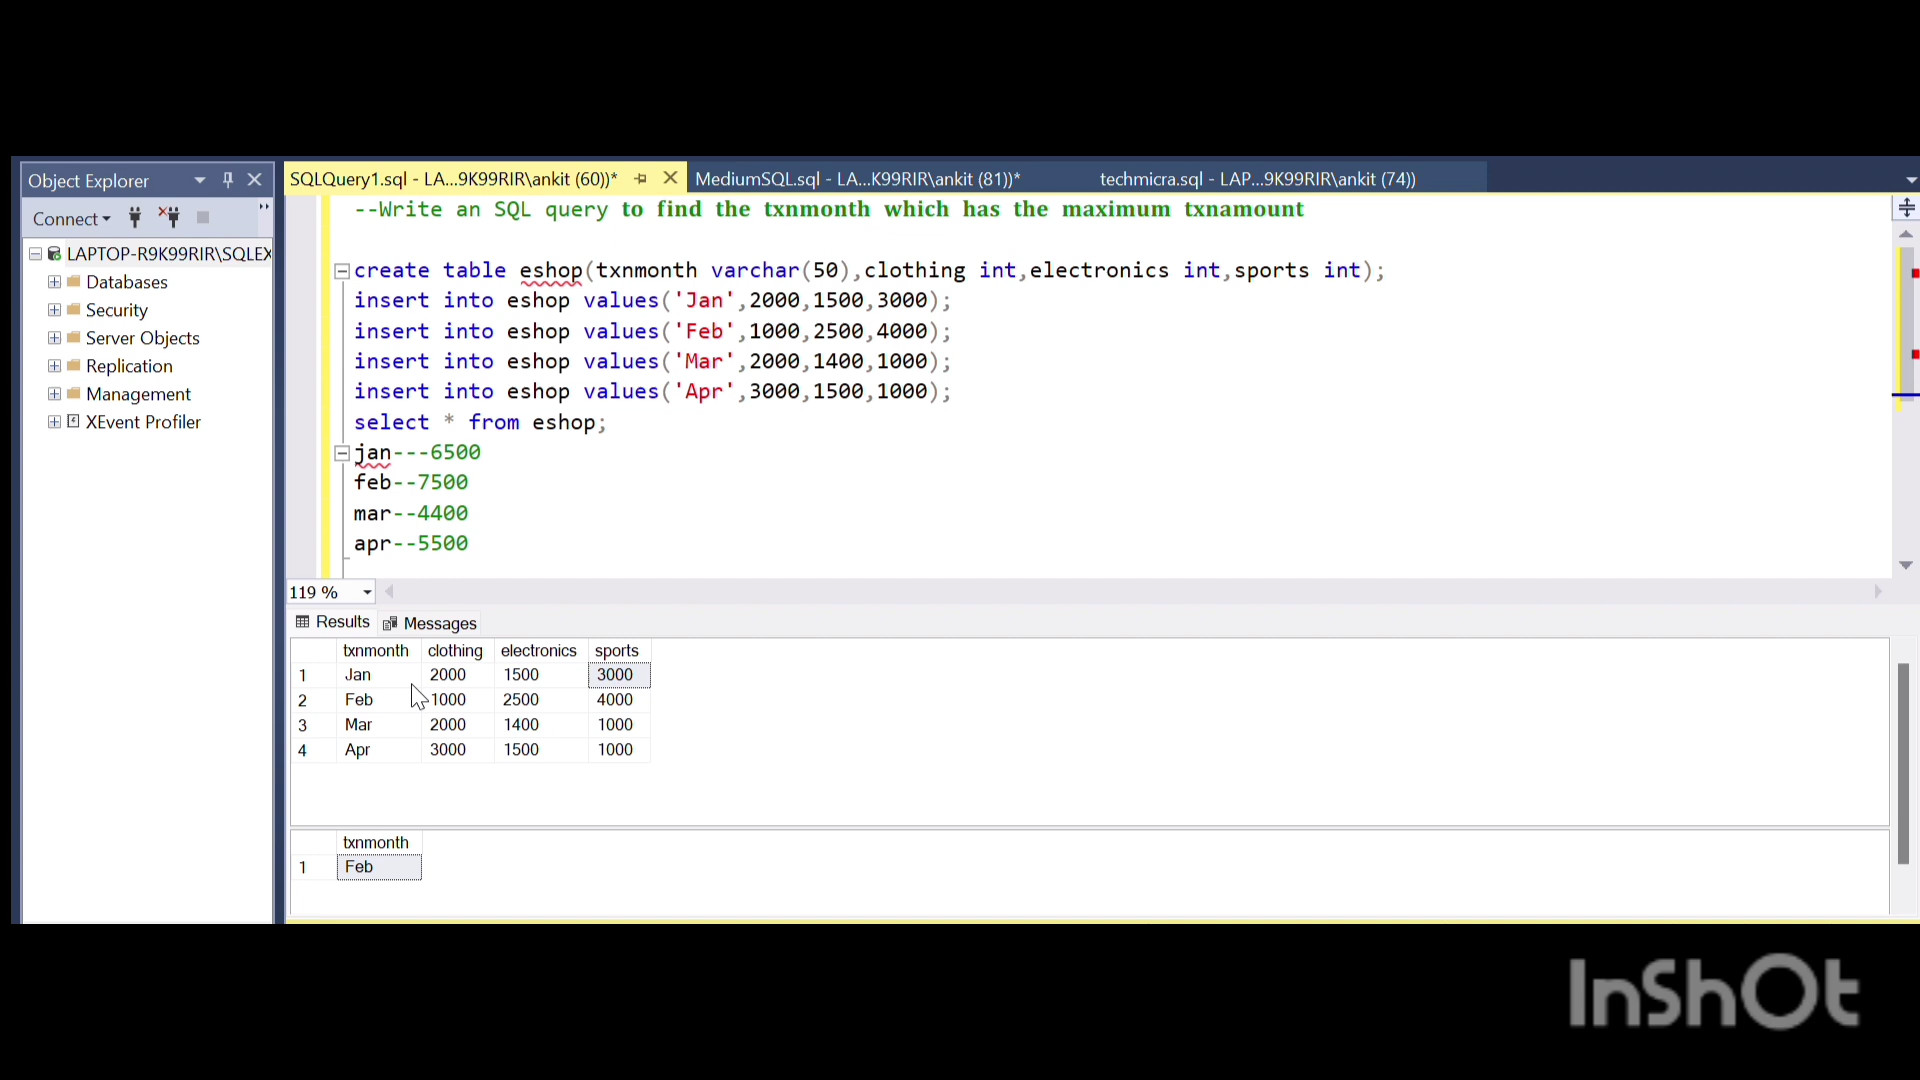 Object Explorer
Connect
LAPTOP-R9K99RIR\SQLEX
Databases
Security
Server Objects
Replication
Management
XEvent Profiler
SQLQuery1.sql - LA...9K99RIR\ankit (60))*
MediumSQL.sql - LA...K99RIR\ankit (81))*
techmicra.sql - LAP...9K99RIR\ankit (74))
--Write an SQL query to find the txnmonth which has the maximum txnamount
create table eshop(txnmonth varchar(50),clothing int,electronics int,sports int);
insert into eshop values('Jan',2000,1500,3000);
insert into eshop values('Feb',1000,2500,4000);
insert into eshop values('Mar',2000,1400,1000);
insert into eshop values('Apr',3000,1500,1000);
select * from eshop;
jan---6500
feb--7500
mar--4400
apr--5500
119 %
Results Messages
txnmonth clothing electronics sports
1 Jan 2000 1500 3000
2 Feb 1000 2500 4000
3 Mar 2000 1400 1000
4 Apr 3000 1500 1000
txnmonth
1 Feb
InShOt